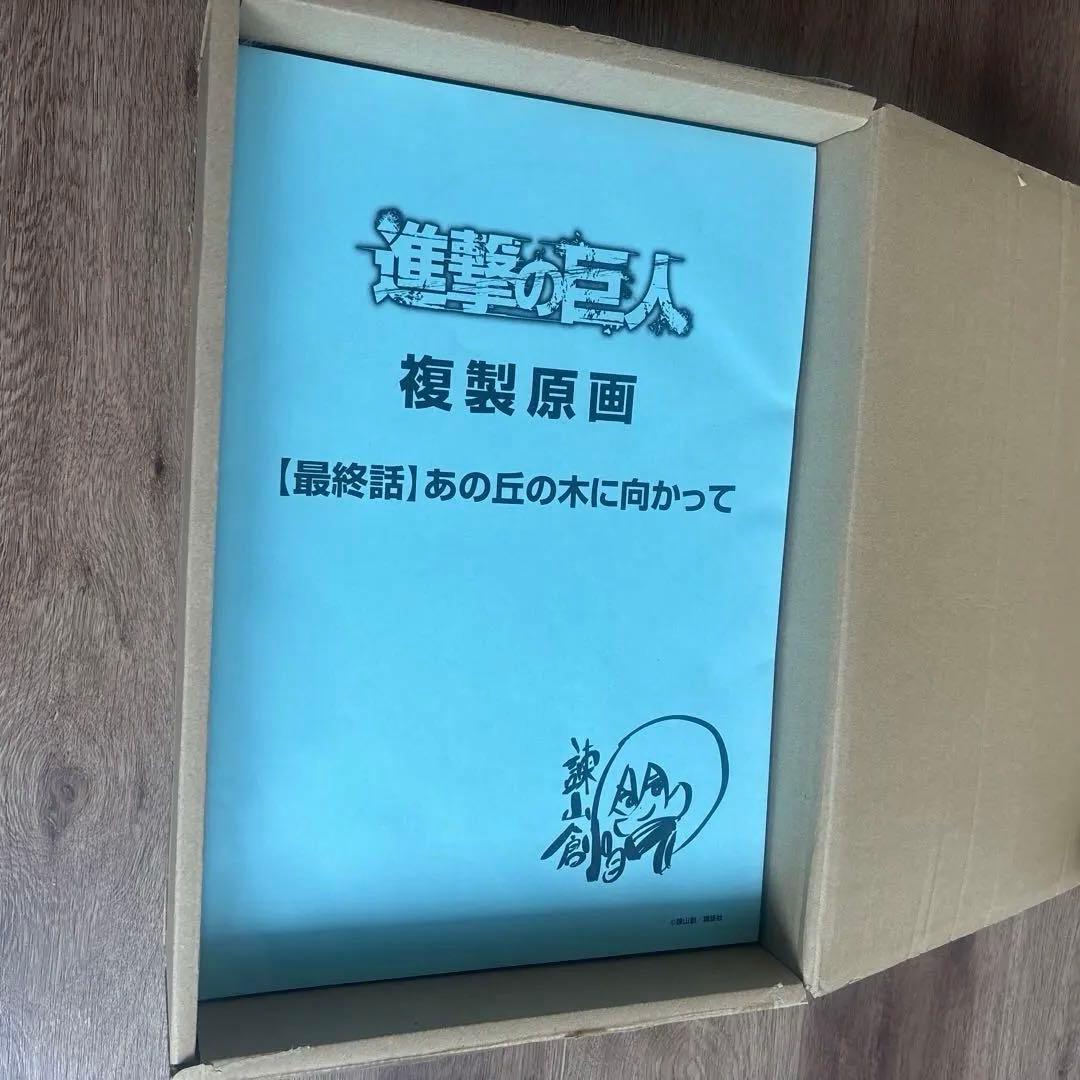 進撃の巨人
複製原画
【最終話】あの丘の木に向かって
諫山創
©諫山創／講談社